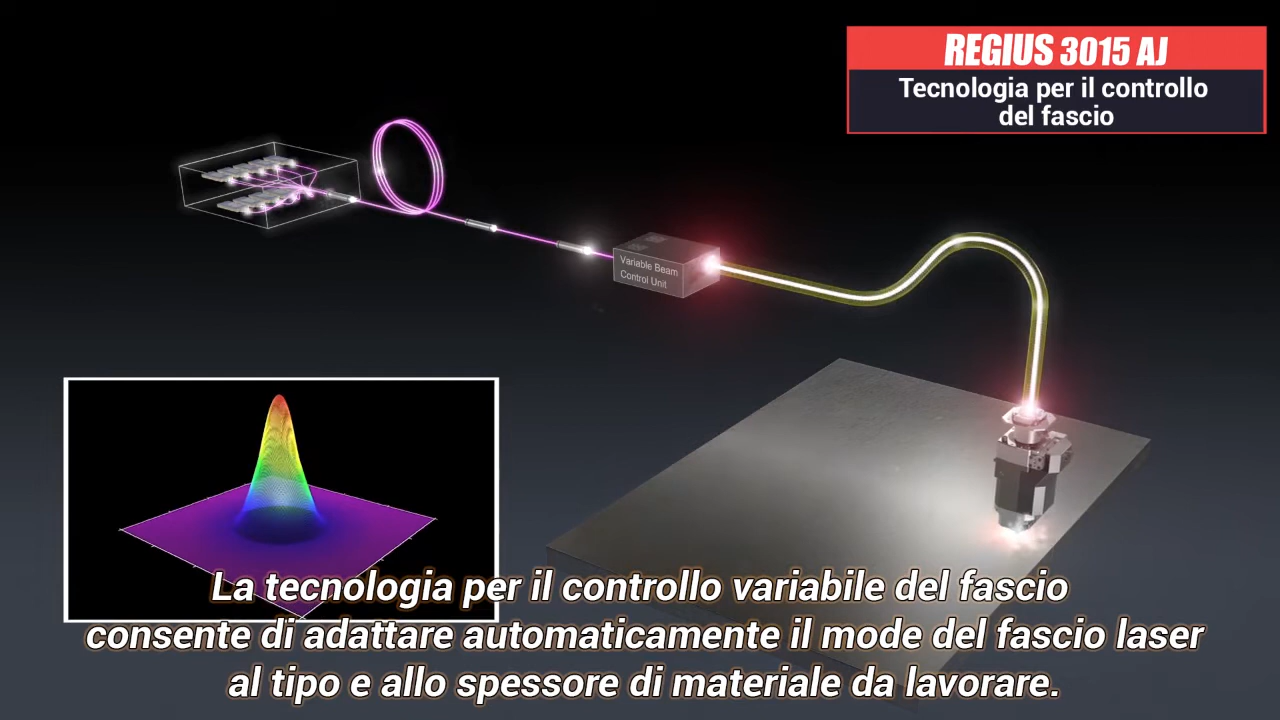 REGIUS 3015 AJ
Tecnologia per il controllo
del fascio
Variable Beam
Control Unit
La tecnologia per il controllo variabile del fascio
consente di adattare automaticamente il mode del fascio laser
al tipo e allo spessore di materiale da lavorare.